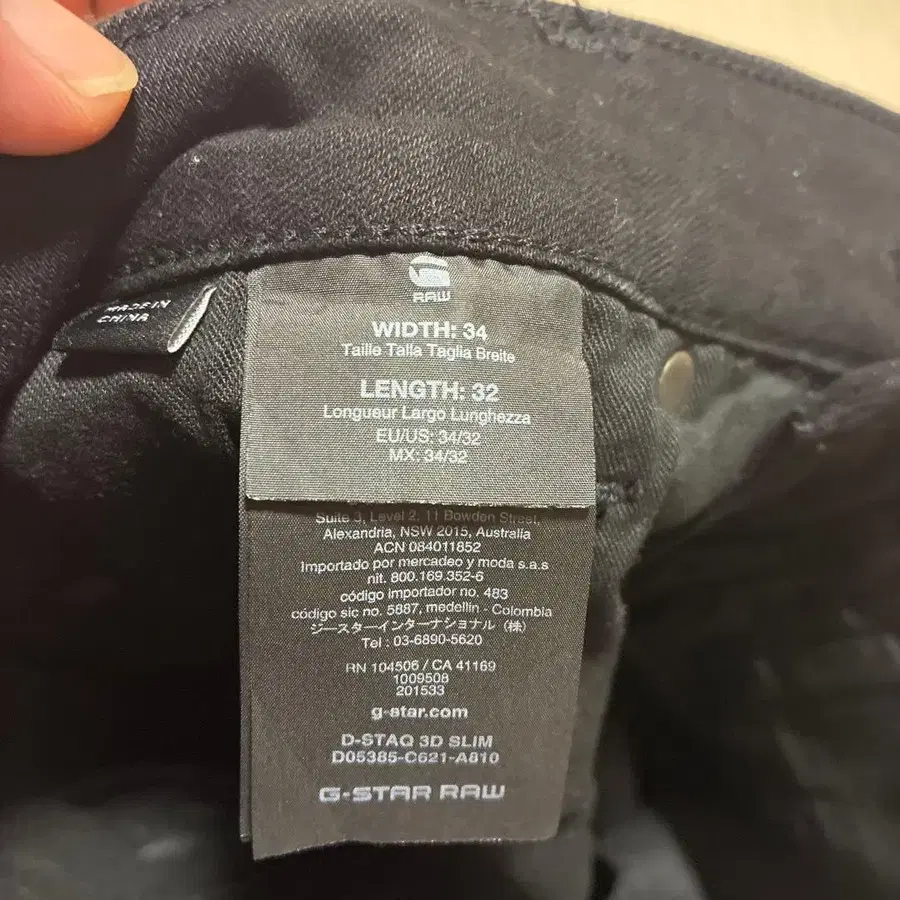 MADE IN
CHINA
RAW
WIDTH: 34
Taille Talla Taglia Breite
LENGTH: 32
Longueur Largo Lunghezza
EU/US: 34/32
MX: 34/32
Suite 3, Level 2, 11 Bowden Street,
Alexandria, NSW 2015, Australia
ACN 084011852
Importado por mercadeo y moda s.a.s
nit. 800.169.352-6
código importador no. 483
código sic no. 5887, medellin - Colombia
ジースターインターナショナル (株)
Tel : 03-6890-5620
RN 104506 / CA 41169
1009508
201533
g-star.com
D-STAQ 3D SLIM
D05385-C621-A810
G-STAR RAW